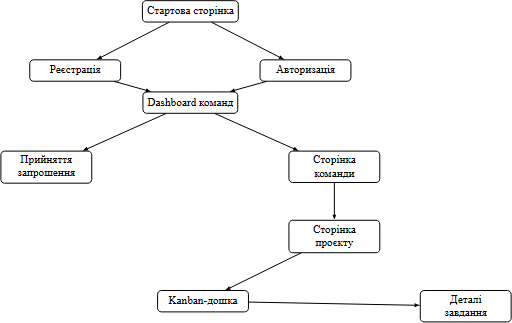 Стартова сторінка
Реєстрація
Авторизація
Dashboard команд
Прийняття
запрошення
Сторінка
команди
Сторінка
проєкту
Kanban-дошка
Деталі
завдання